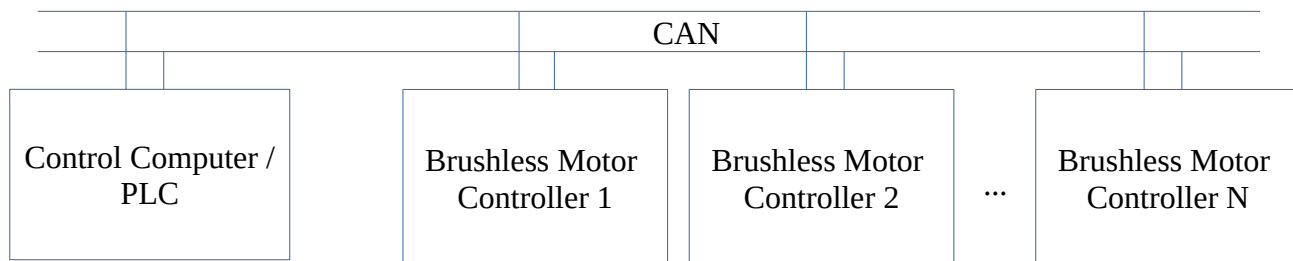 CAN
Control Computer /
PLC
Brushless Motor
Controller 1
Brushless Motor
Controller 2
...
Brushless Motor
Controller N